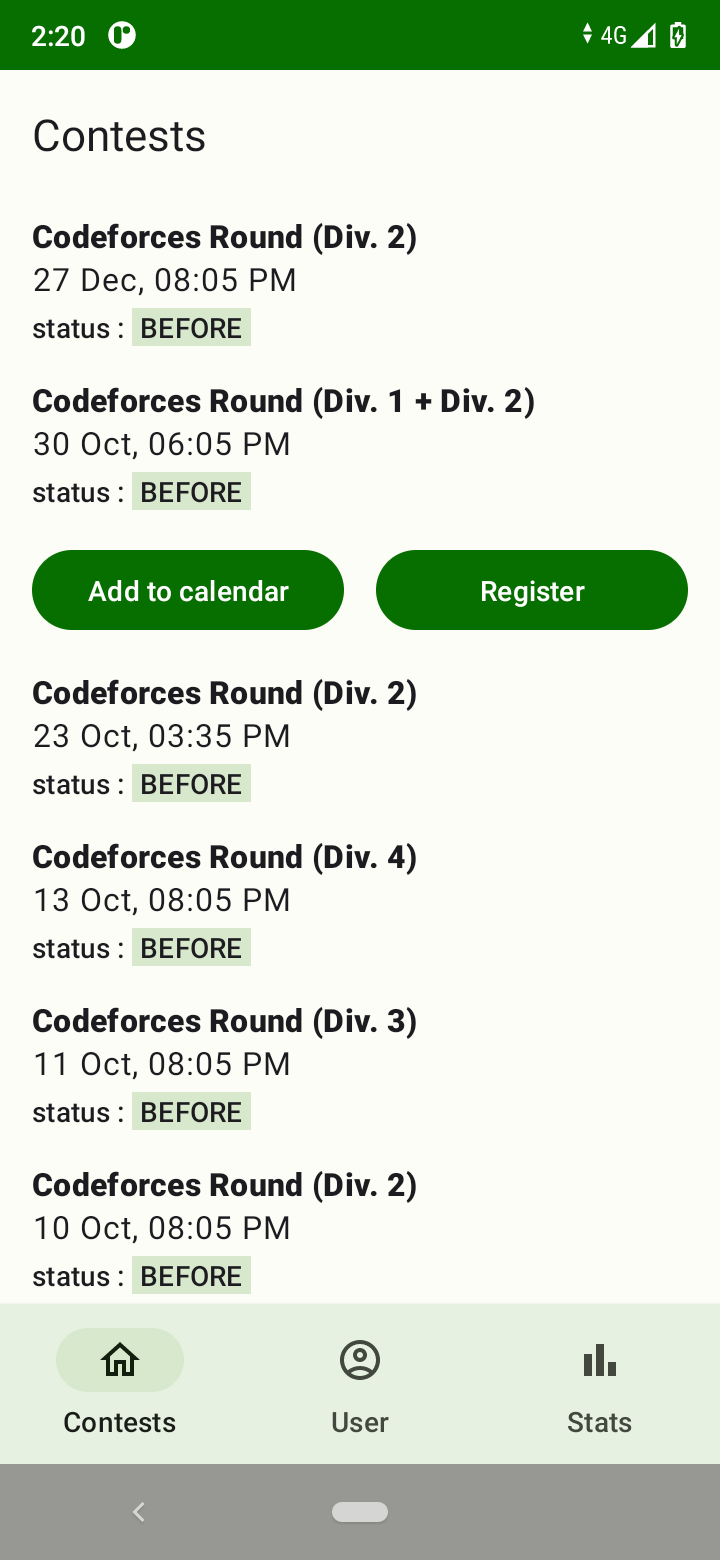 2:20 4G
Contests
Codeforces Round (Div. 2)
27 Dec, 08:05 PM
status : BEFORE
Codeforces Round (Div. 1 + Div. 2)
30 Oct, 06:05 PM
status : BEFORE
Add to calendar Register
Codeforces Round (Div. 2)
23 Oct, 03:35 PM
status : BEFORE
Codeforces Round (Div. 4)
13 Oct, 08:05 PM
status : BEFORE
Codeforces Round (Div. 3)
11 Oct, 08:05 PM
status : BEFORE
Codeforces Round (Div. 2)
10 Oct, 08:05 PM
status : BEFORE
Contests User Stats